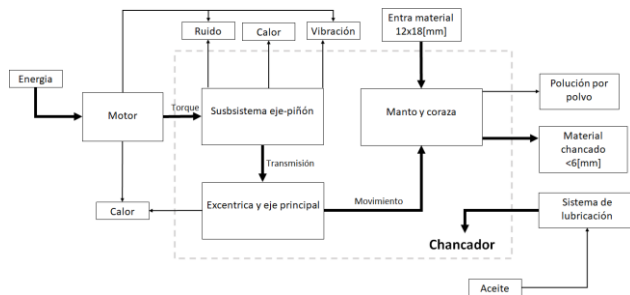 Ruido
Calor
Vibración
Entra material
12x18[mm]
Energia
Motor
Torque
Susbsistema eje-piñón
Manto y coraza
Polución por
polvo
Material
chancado
<6[mm]
Transmisión
Calor
Excentrica y eje principal
Movimiento
Sistema de
lubricación
Chancador
Aceite